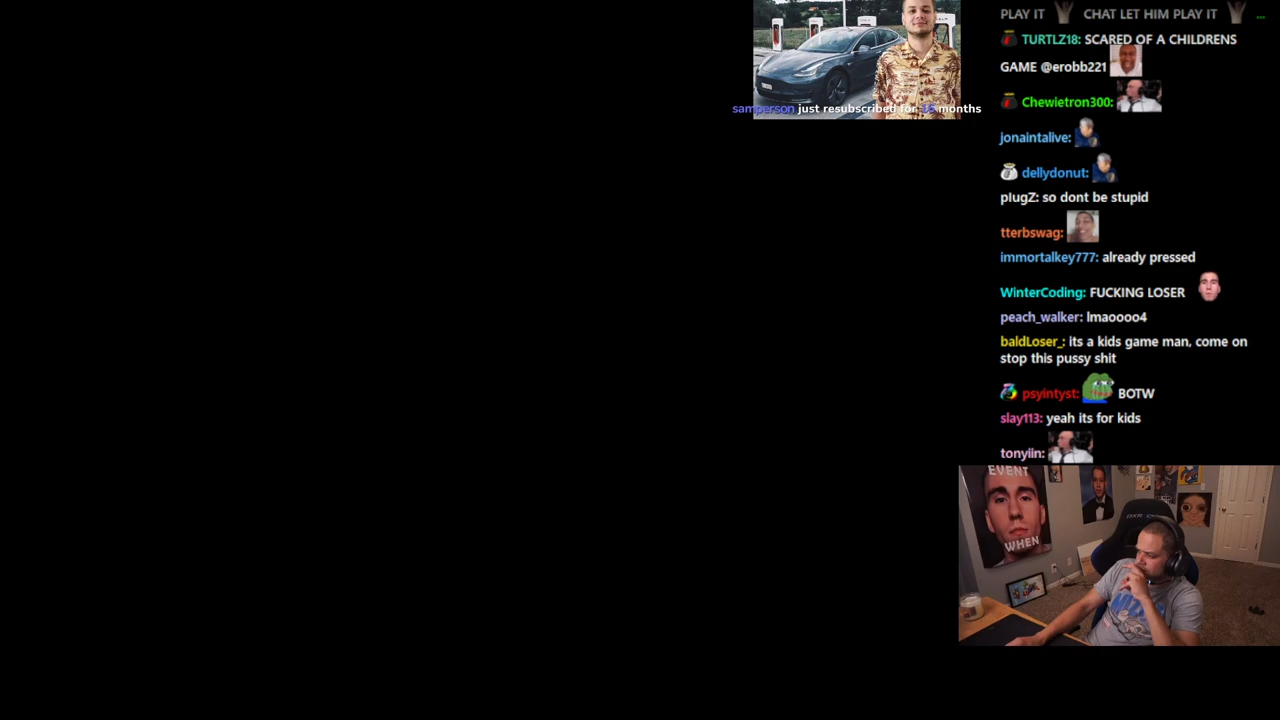 samperson just resubscribed for 15 months
PLAY IT CHAT LET HIM PLAY IT ...
TURTLZ18: SCARED OF A CHILDRENS
GAME @erobb221
Chewietron300:
jonaintalive:
dellydonut:
plugZ: so dont be stupid
tterbswag:
immortalkey777: already pressed
WinterCoding: FUCKING LOSER
peach_walker: lmaoooo4
baldLoser_: its a kids game man, come on
stop this pussy shit
psyintyst: BOTW
slay113: yeah its for kids
tonyiin:
EVENT
WHEN